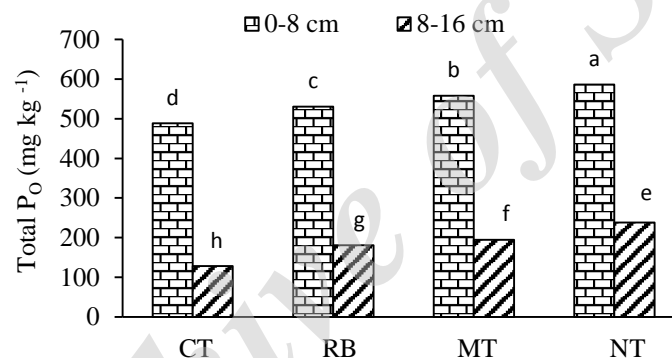 0-8 cm 8-16 cm
Total P_O (mg kg⁻¹)
700
600
500
400
300
200
100
0
d
h
c
g
b
f
a
e
CT RB MT NT